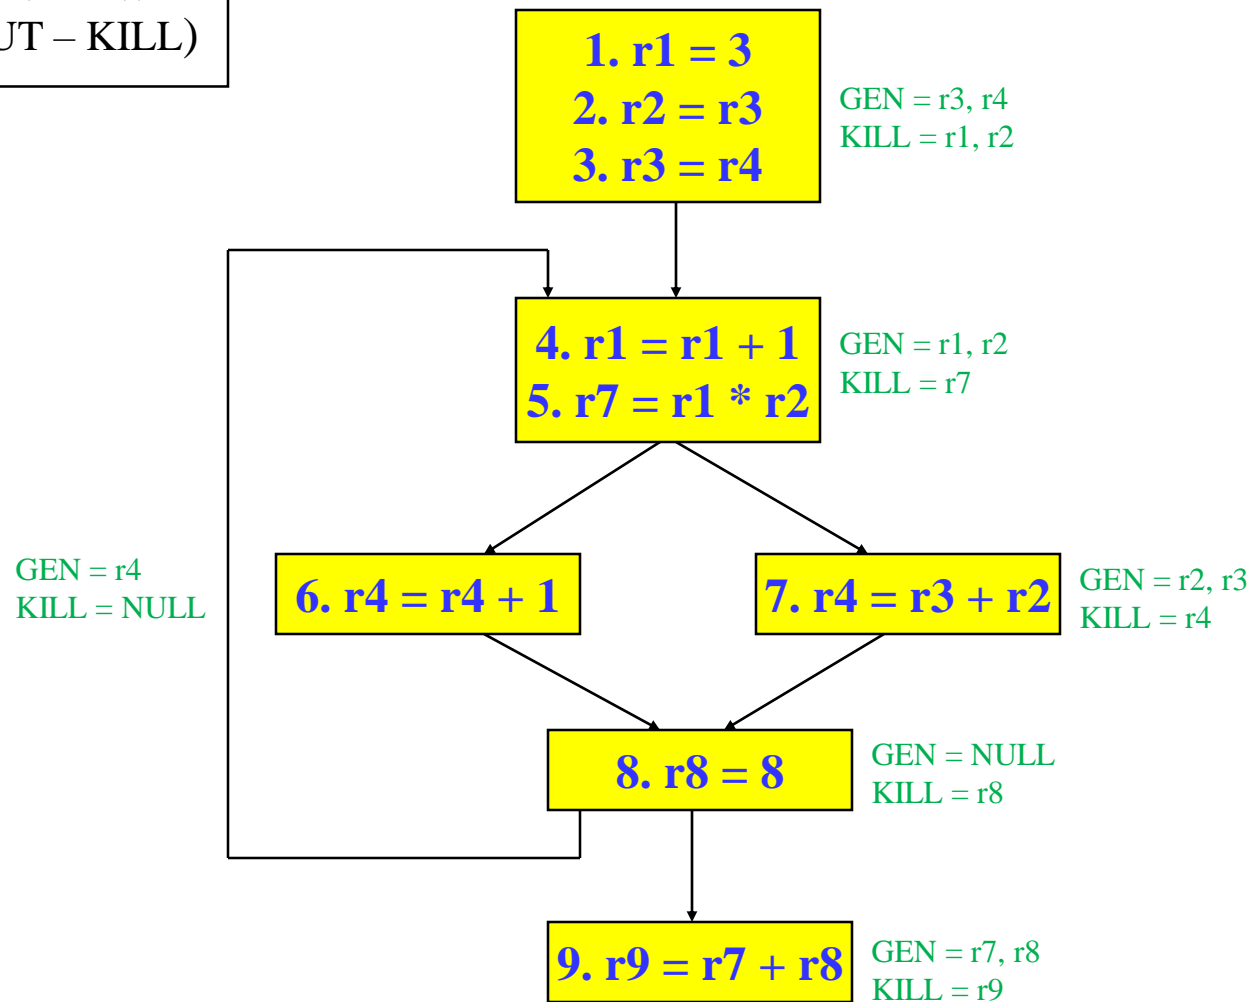 – KILL)
1. r1 = 3
2. r2 = r3
3. r3 = r4
GEN = r3, r4
KILL = r1, r2
4. r1 = r1 + 1
5. r7 = r1 * r2
GEN = r1, r2
KILL = r7
GEN = r4
KILL = NULL
6. r4 = r4 + 1
7. r4 = r3 + r2
GEN = r2, r3
KILL = r4
8. r8 = 8
GEN = NULL
KILL = r8
9. r9 = r7 + r8
GEN = r7, r8
KILL = r9